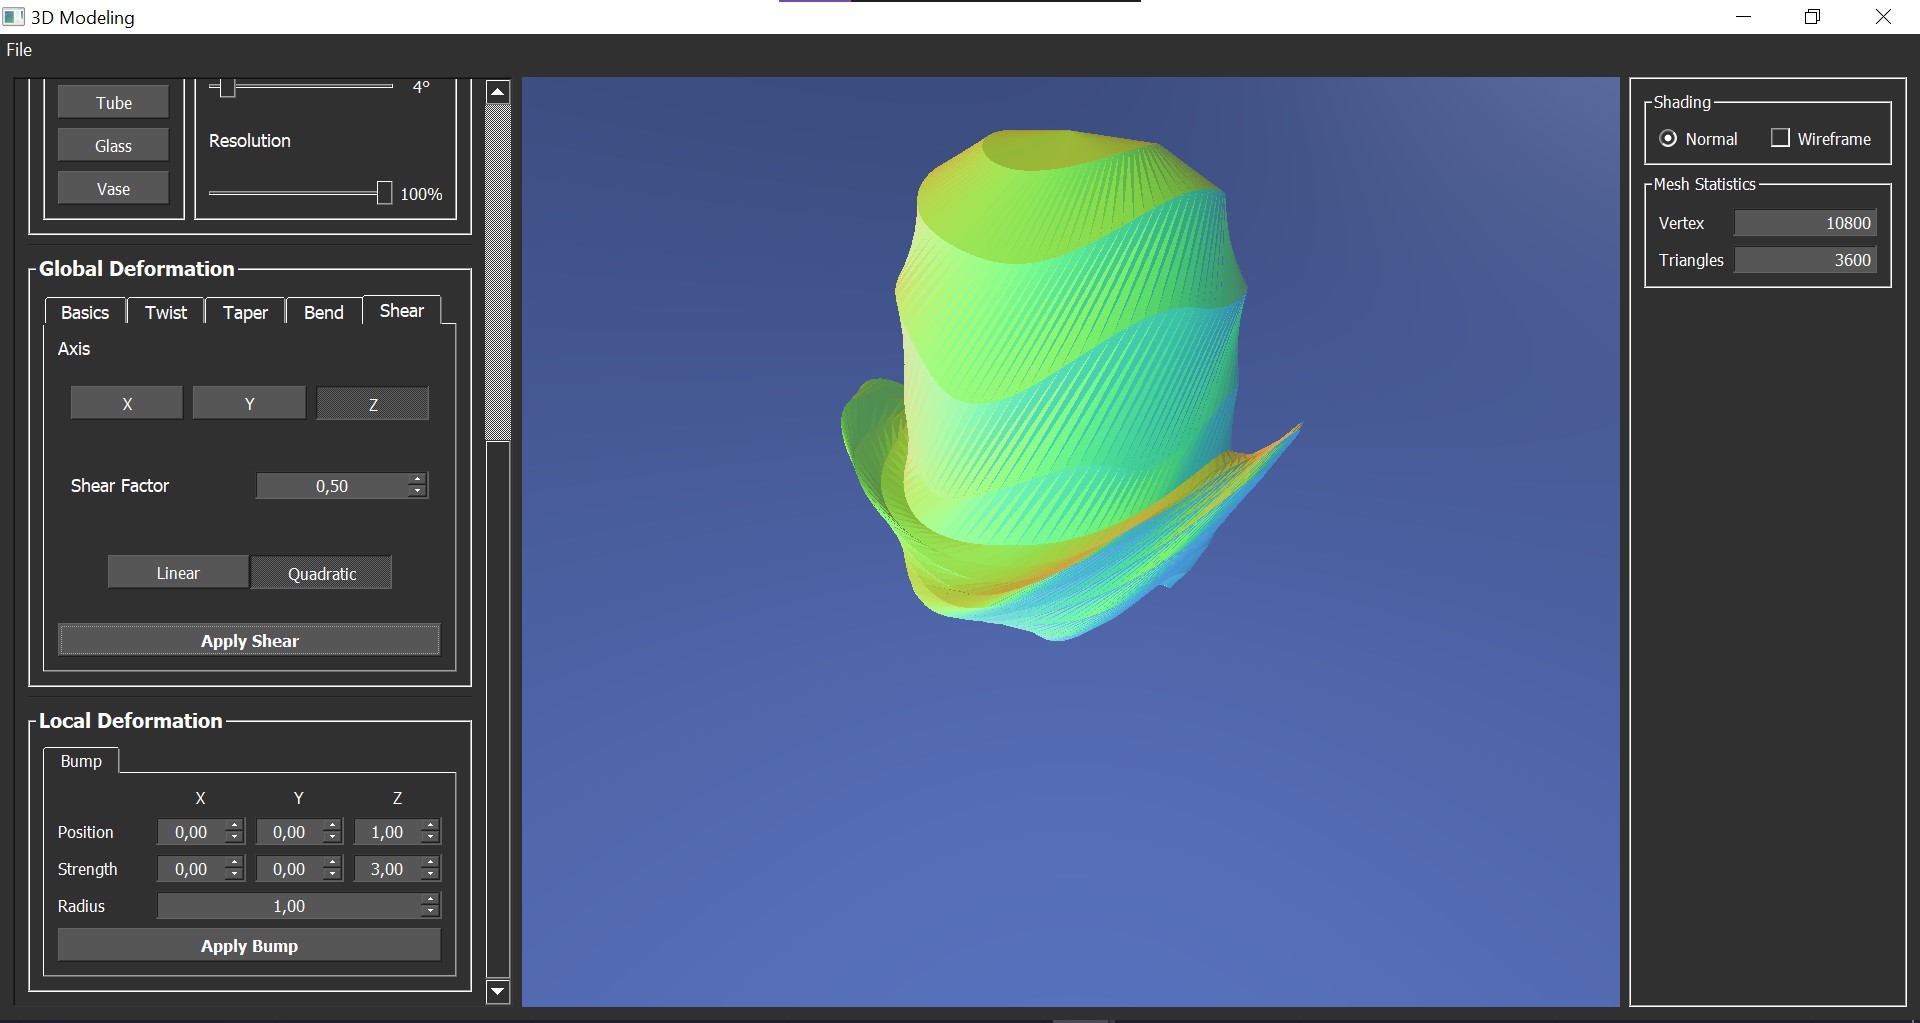 3D Modeling
File
Tube
Glass
Vase
4°
Resolution
100%
Global Deformation
Basics Twist Taper Bend Shear
Axis
X Y Z
Shear Factor 0,50
Linear Quadratic
Apply Shear
Local Deformation
Bump
X Y Z
Position 0,00 0,00 1,00
Strength 0,00 0,00 3,00
Radius 1,00
Apply Bump
Shading
Normal Wireframe
Mesh Statistics
Vertex 10800
Triangles 3600